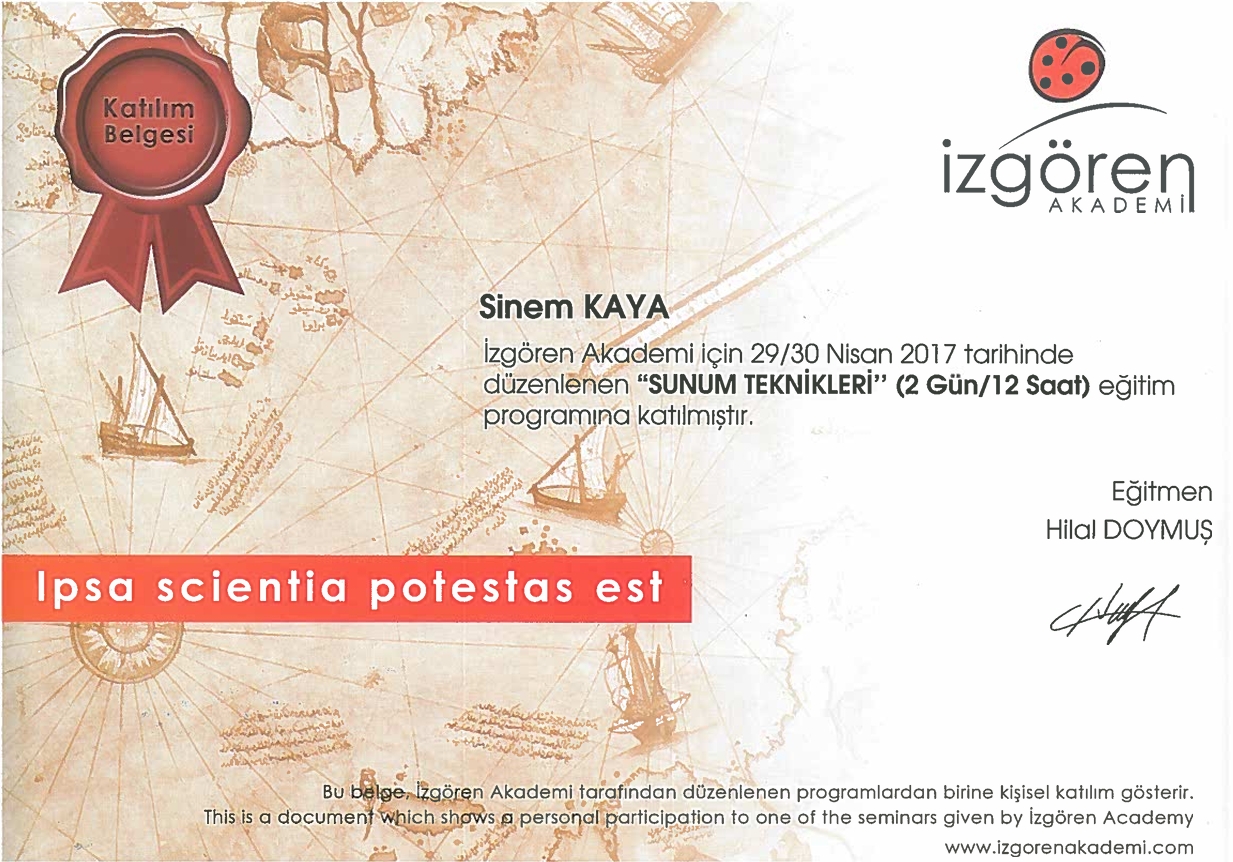 Katılım
Belgesi
izgören
AKADEMİ
Sinem KAYA
İzgören Akademi için 29/30 Nisan 2017 tarihinde
düzenlenen “SUNUM TEKNİKLERİ’’ (2 Gün/12 Saat) eğitim
programına katılmıştır.
Eğitmen
Hilal DOYMUŞ
Ipsa scientia potestas est
Bu belge, İzgören Akademi tarafından düzenlenen programlardan birine kişisel katılım gösterir.
This is a document which shows a personal participation to one of the seminars given by İzgören Academy
www.izgorenakademi.com